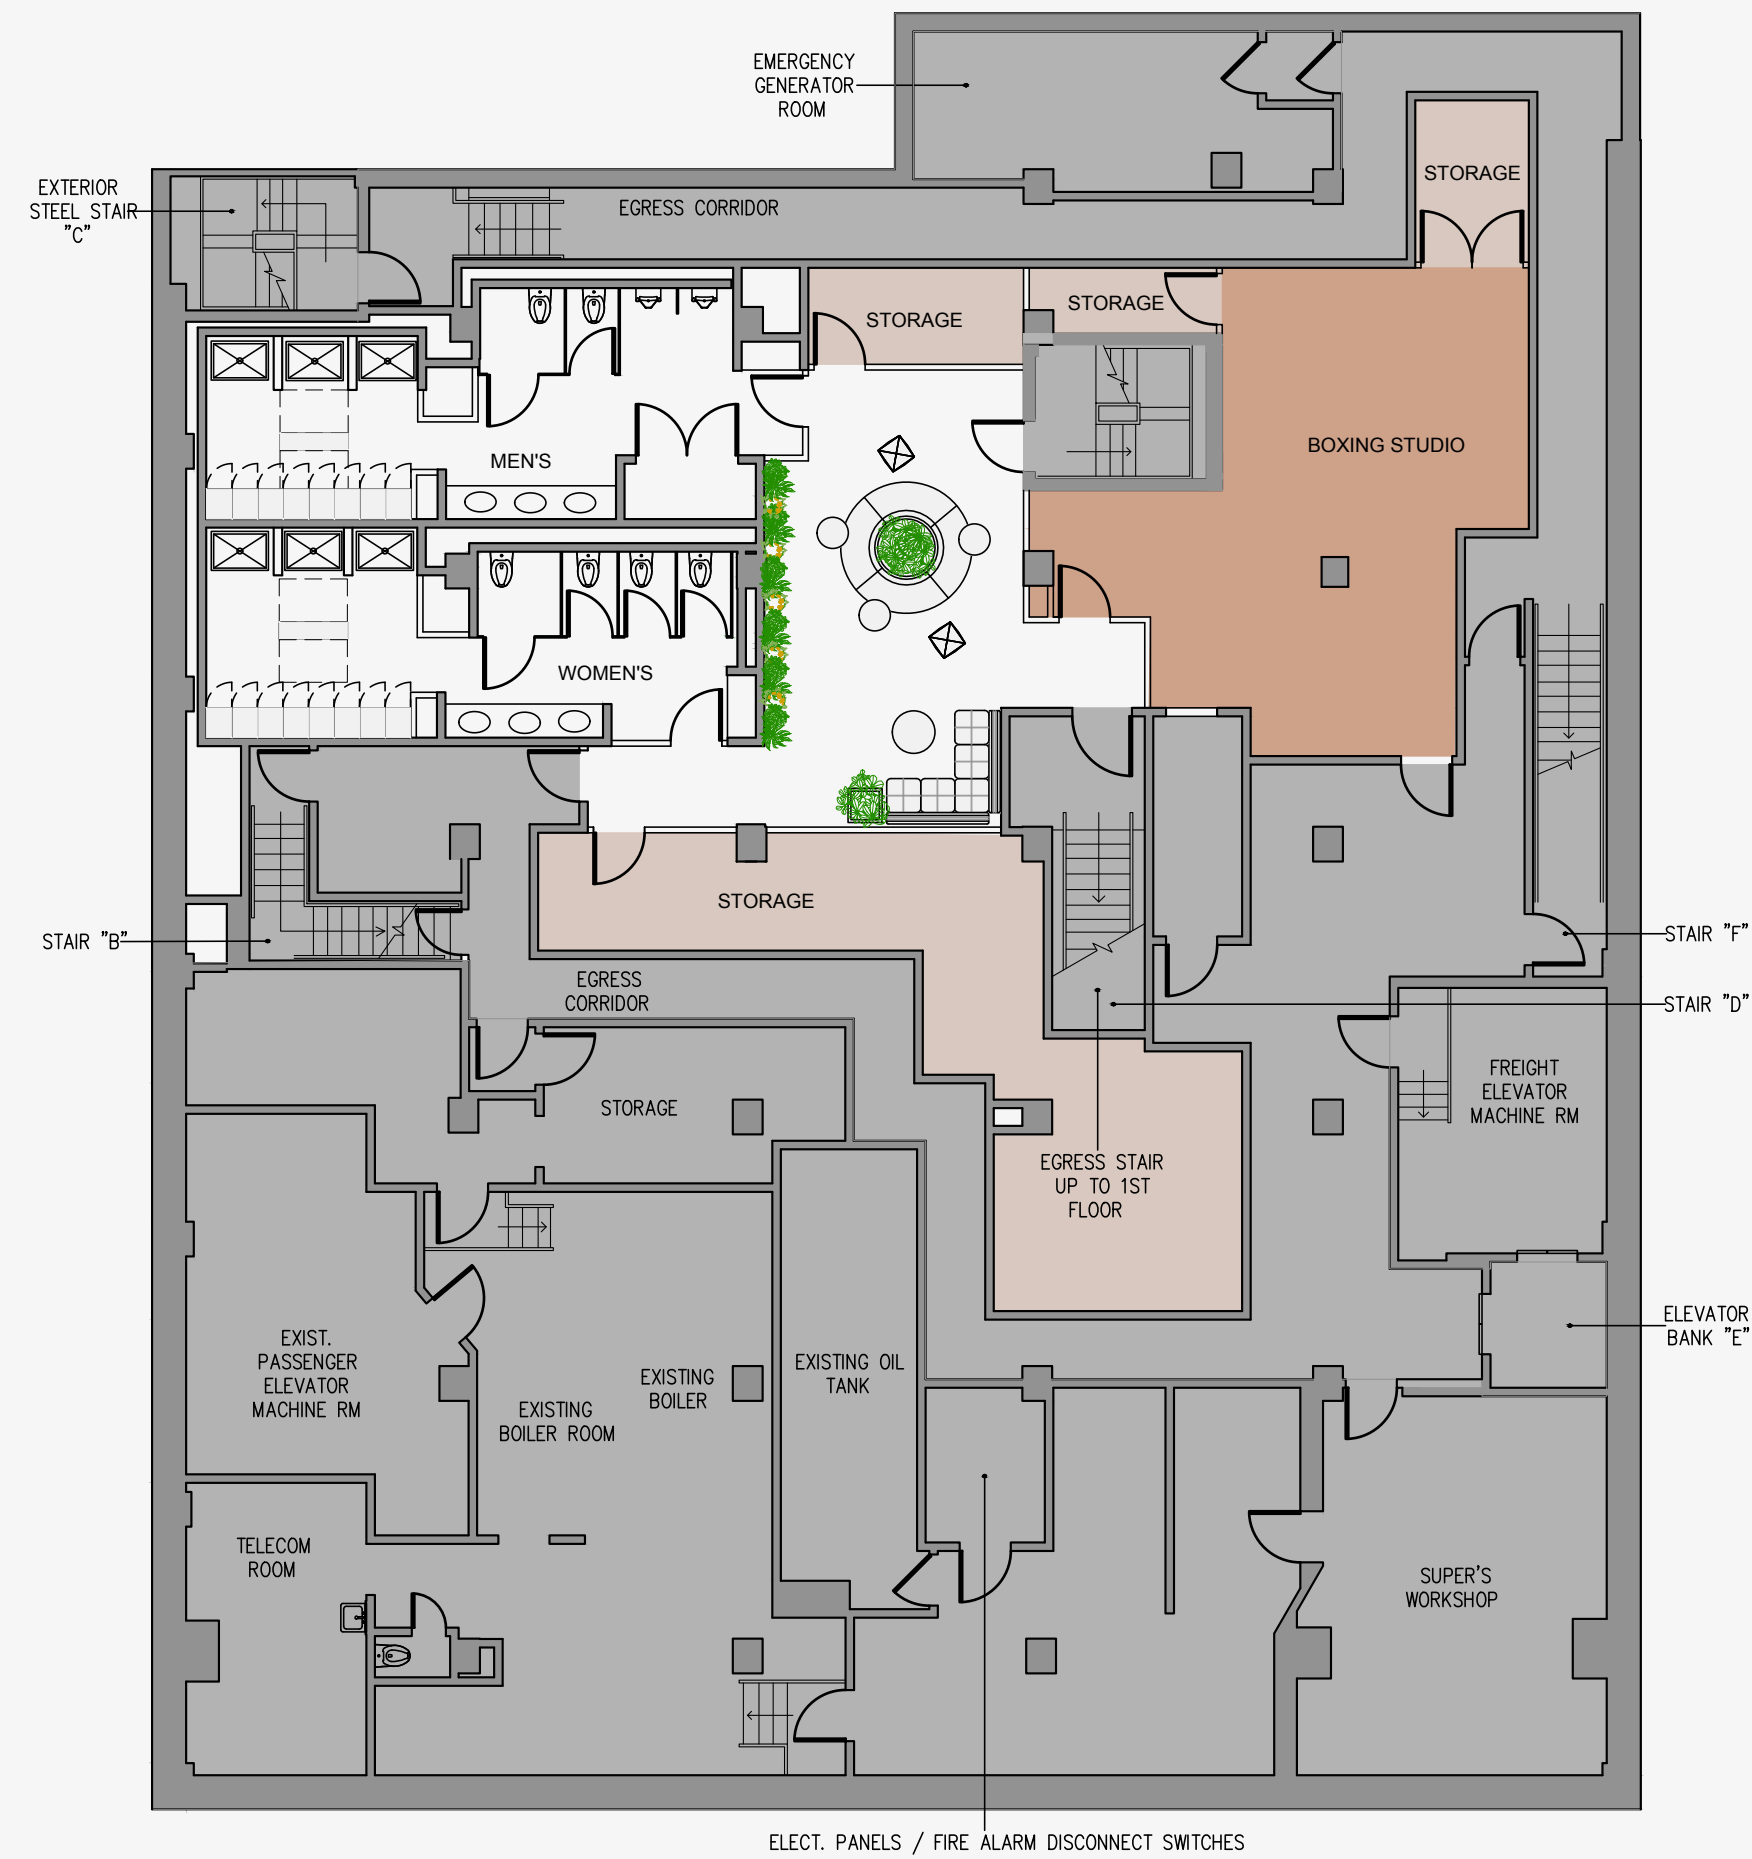 EMERGENCY
GENERATOR
ROOM
STORAGE
EXTERIOR
STEEL STAIR
"C"
EGRESS CORRIDOR
STORAGE
STORAGE
BOXING STUDIO
MEN'S
WOMEN'S
STORAGE
STAIR "B"
STAIR "F"
EGRESS
CORRIDOR
STAIR "D"
FREIGHT
ELEVATOR
MACHINE RM
STORAGE
EGRESS STAIR
UP TO 1ST
FLOOR
ELEVATOR
BANK "E"
EXIST.
PASSENGER
ELEVATOR
MACHINE RM
EXISTING
BOILER
EXISTING OIL
TANK
EXISTING
BOILER ROOM
TELECOM
ROOM
SUPER'S
WORKSHOP
ELECT. PANELS / FIRE ALARM DISCONNECT SWITCHES